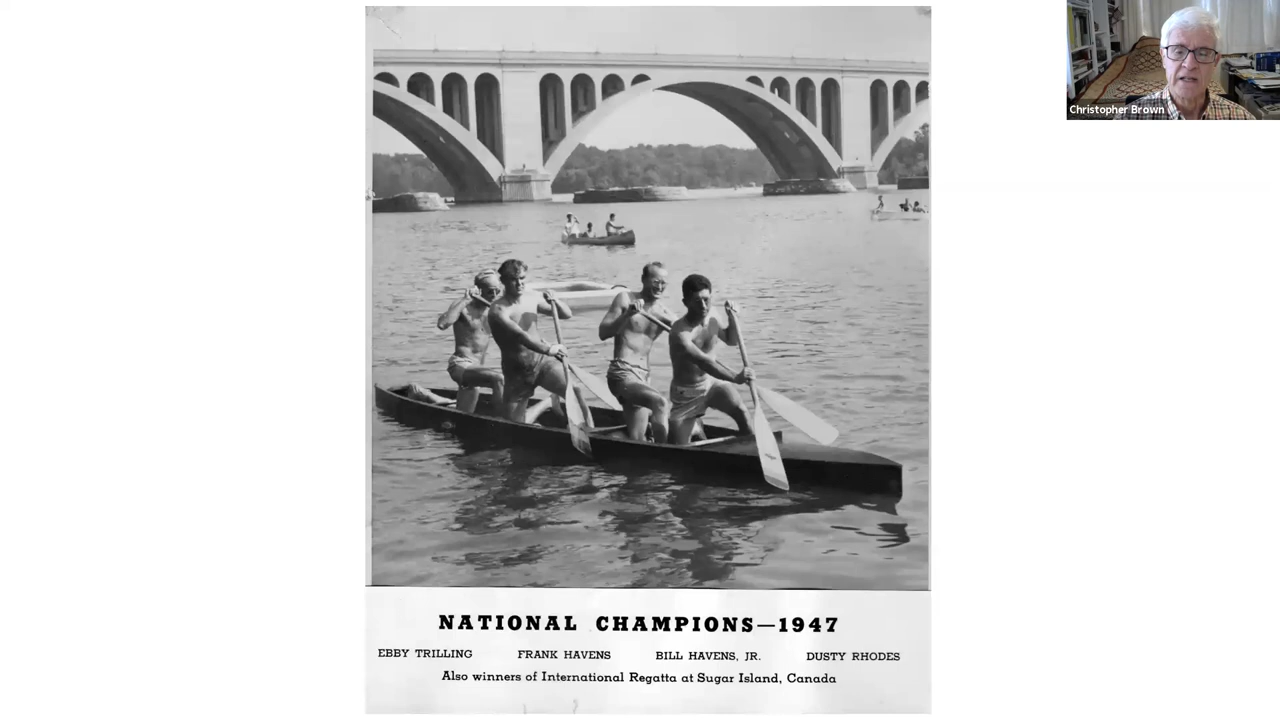 Christopher Brown
NATIONAL CHAMPIONS—1947
EBBY TRILLING FRANK HAVENS BILL HAVENS, JR. DUSTY RHODES
Also winners of International Regatta at Sugar Island, Canada